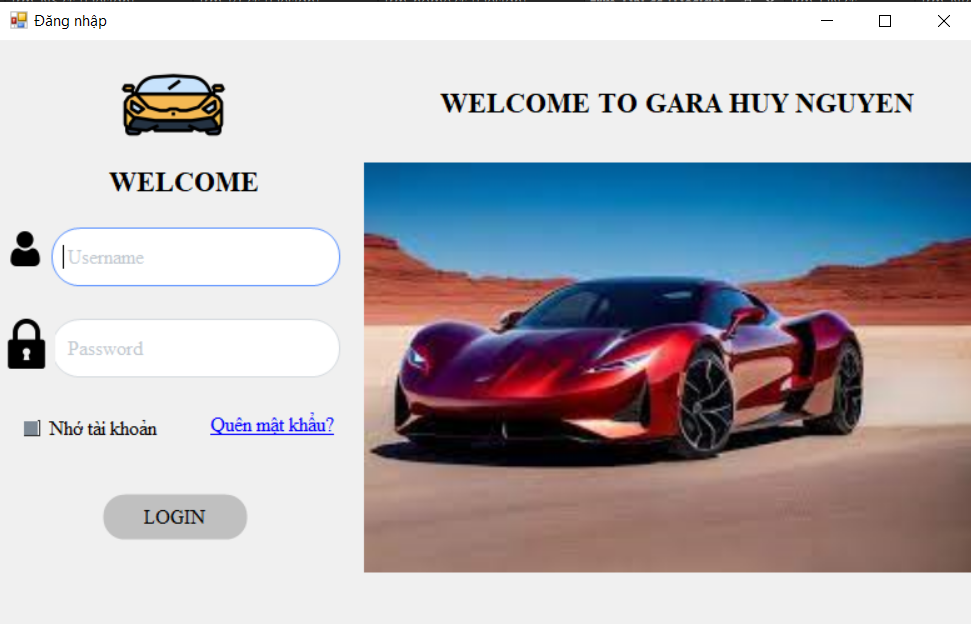 Đăng nhập
WELCOME TO GARA HUY NGUYEN
WELCOME
Username
Password
Nhớ tài khoản
Quên mật khẩu?
LOGIN